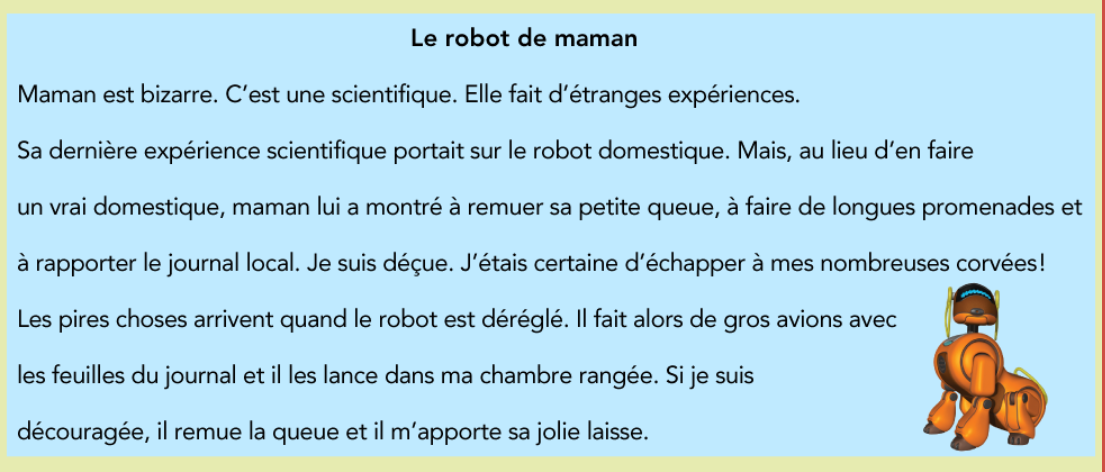 Le robot de maman
Maman est bizarre. C'est une scientifique. Elle fait d'étranges expériences.
Sa dernière expérience scientifique portait sur le robot domestique. Mais, au lieu d'en faire
un vrai domestique, maman lui a montré à remuer sa petite queue, à faire de longues promenades et
à rapporter le journal local. Je suis déçue. J'étais certaine d'échapper à mes nombreuses corvées!
Les pires choses arrivent quand le robot est déréglé. Il fait alors de gros avions avec
les feuilles du journal et il les lance dans ma chambre rangée. Si je suis
découragée, il remue la queue et il m'apporte sa jolie laisse.